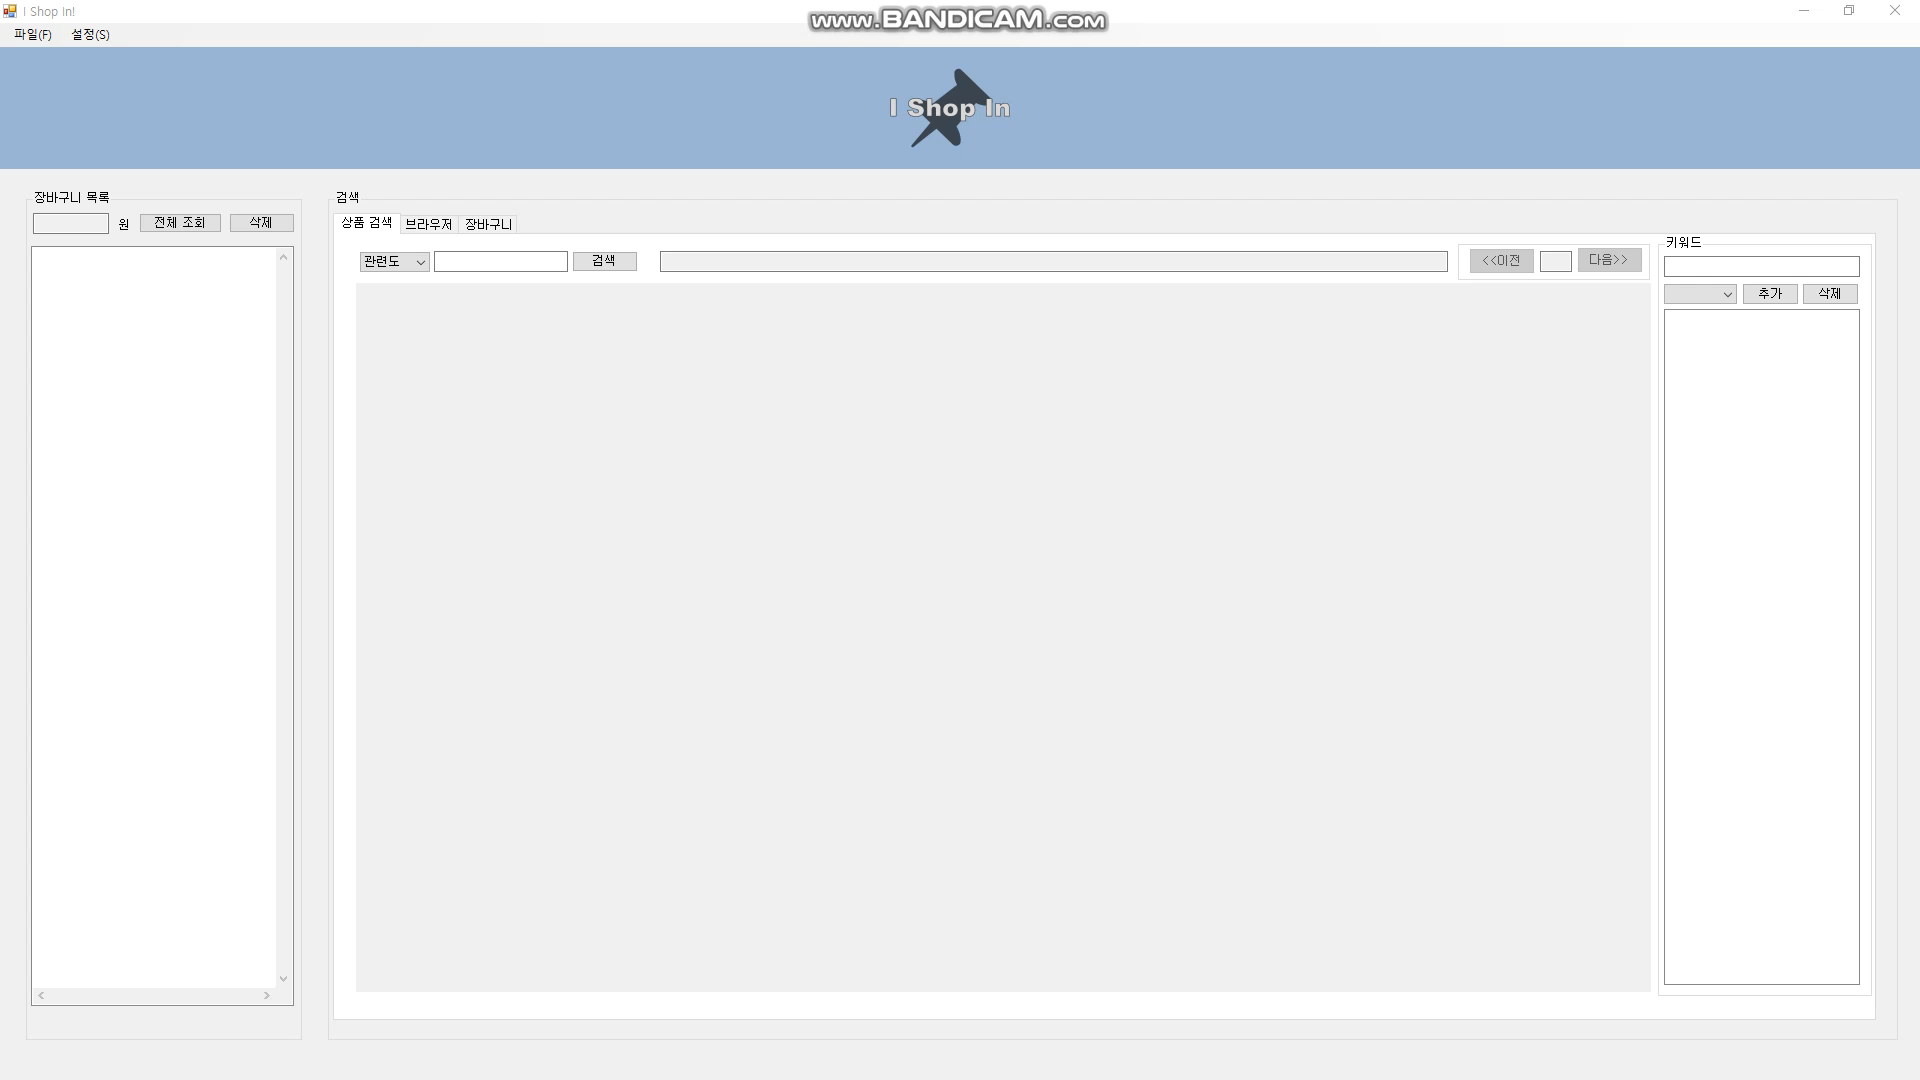 I Shop In!
www.BANDICAM.com
파일(F) 설정(S)
I Shop In
장바구니 목록
원 전체 조회 삭제
검색
상품 검색 브라우저 장바구니
관련도 검색 <<이전 다음>>
키워드
추가 삭제